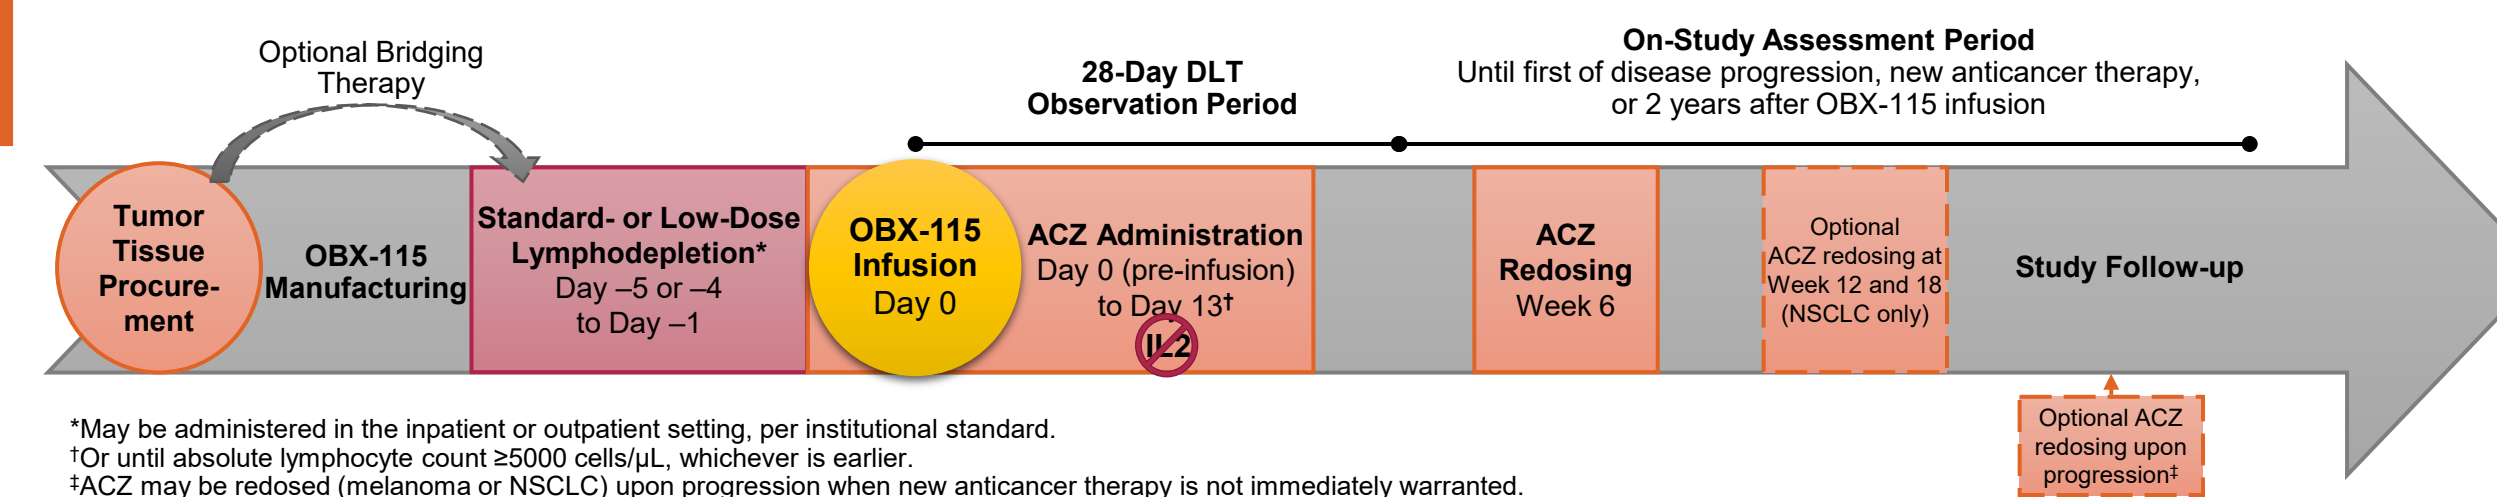 Optional Bridging
Therapy
28-Day DLT
Observation Period
On-Study Assessment Period
Until first of disease progression, new anticancer therapy,
or 2 years after OBX-115 infusion
Tumor
Tissue
Procure-
ment
OBX-115
Manufacturing
Standard- or Low-Dose
Lymphodepletion*
Day –5 or –4
to Day –1
OBX-115
Infusion
Day 0
ACZ Administration
Day 0 (pre-infusion)
to Day 13†
IL2
ACZ
Redosing
Week 6
Optional
ACZ redosing at
Week 12 and 18
(NSCLC only)
Study Follow-up
Optional ACZ
redosing upon
progression‡
*May be administered in the inpatient or outpatient setting, per institutional standard.
†Or until absolute lymphocyte count ≥5000 cells/µL, whichever is earlier.
‡ACZ may be redosed (melanoma or NSCLC) upon progression when new anticancer therapy is not immediately warranted.